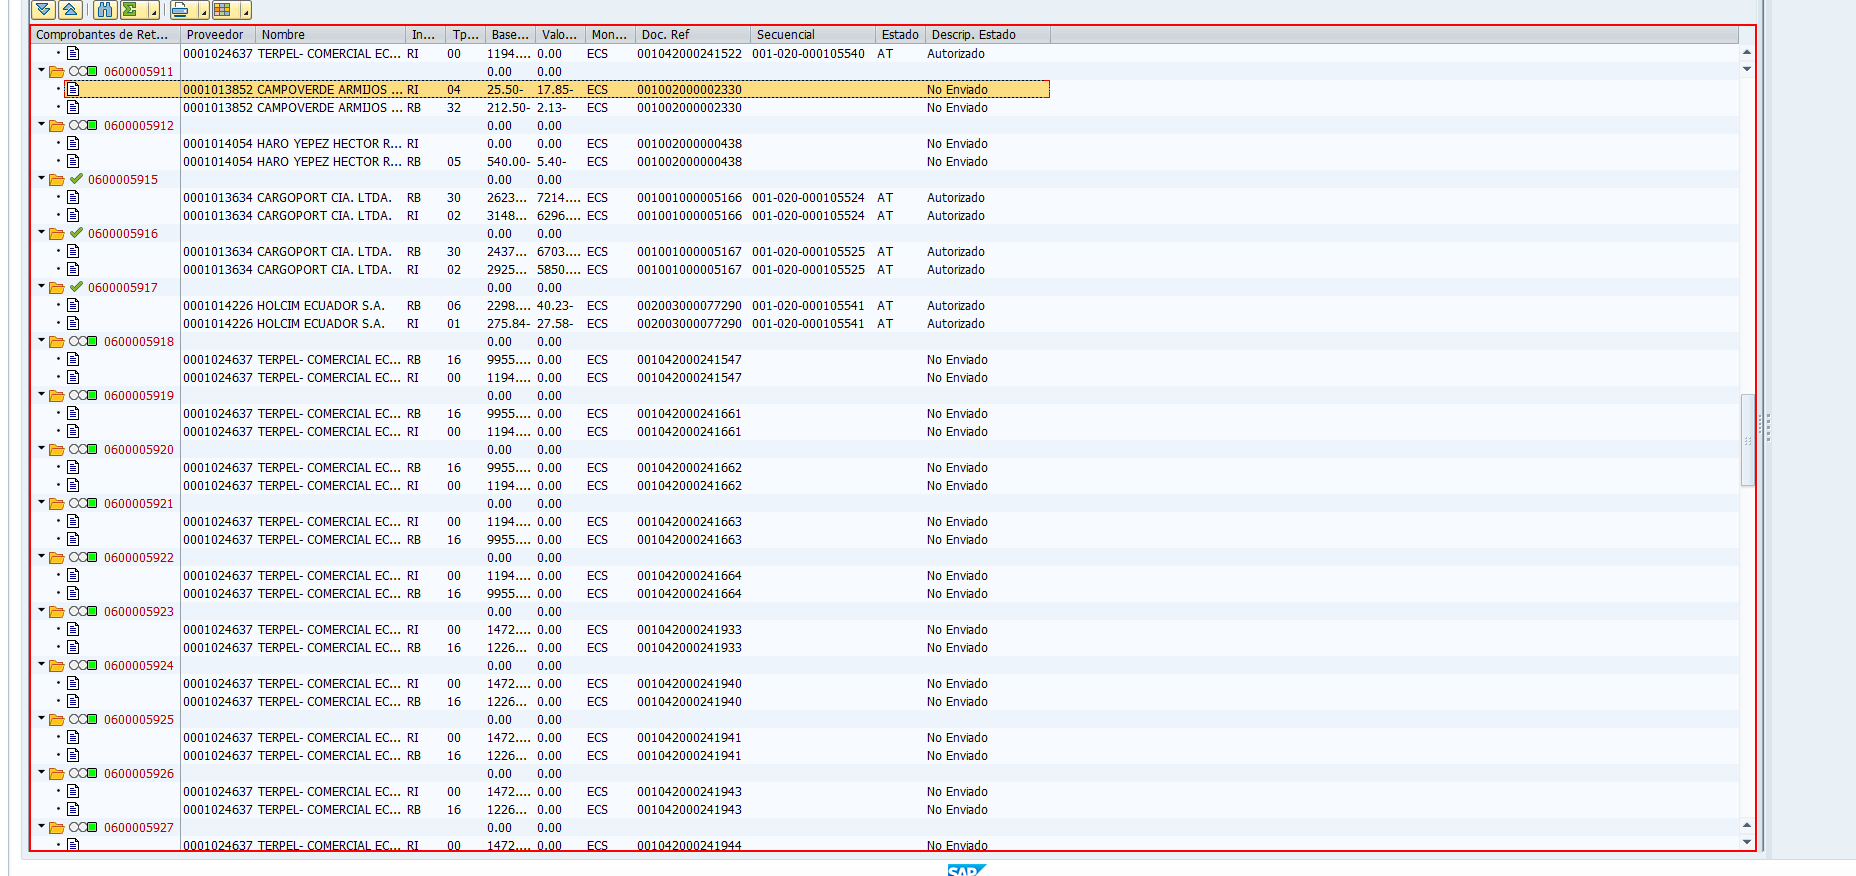 Comprobantes de Ret... Proveedor Nombre In... Tp... Base... Valo... Mon... Doc. Ref Secuencial Estado Descrip. Estado
0001024637 TERPEL- COMERCIAL EC... RI 00 1194.... 0.00 ECS 001042000241522 001-020-000105540 AT Autorizado
0600005911 0.00 0.00
0001013852 CAMPOVERDE ARMIJOS ... RI 04 25.50- 17.85- ECS 001002000002330 No Enviado
0001013852 CAMPOVERDE ARMIJOS ... RB 32 212.50- 2.13- ECS 001002000002330 No Enviado
0600005912 0.00 0.00
0001014054 HARO YEPEZ HECTOR R... RI 0.00 0.00 ECS 001002000000438 No Enviado
0001014054 HARO YEPEZ HECTOR R... RB 05 540.00- 5.40- ECS 001002000000438 No Enviado
0600005915 0.00 0.00
0001013634 CARGOPORT CIA. LTDA. RB 30 2623... 7214.... ECS 001001000005166 001-020-000105524 AT Autorizado
0001013634 CARGOPORT CIA. LTDA. RI 02 3148... 6296.... ECS 001001000005166 001-020-000105524 AT Autorizado
0600005916 0.00 0.00
0001013634 CARGOPORT CIA. LTDA. RB 30 2437... 6703.... ECS 001001000005167 001-020-000105525 AT Autorizado
0001013634 CARGOPORT CIA. LTDA. RI 02 2925... 5850.... ECS 001001000005167 001-020-000105525 AT Autorizado
0600005917 0.00 0.00
0001014226 HOLCIM ECUADOR S.A. RB 06 2298... 40.23- ECS 002003000077290 001-020-000105541 AT Autorizado
0001014226 HOLCIM ECUADOR S.A. RI 01 275.84- 27.58- ECS 002003000077290 001-020-000105541 AT Autorizado
0600005918 0.00 0.00
0001024637 TERPEL- COMERCIAL EC... RB 16 9955.... 0.00 ECS 001042000241547 No Enviado
0001024637 TERPEL- COMERCIAL EC... RI 00 1194.... 0.00 ECS 001042000241547 No Enviado
0600005919 0.00 0.00
0001024637 TERPEL- COMERCIAL EC... RB 16 9955.... 0.00 ECS 001042000241661 No Enviado
0001024637 TERPEL- COMERCIAL EC... RI 00 1194.... 0.00 ECS 001042000241661 No Enviado
0600005920 0.00 0.00
0001024637 TERPEL- COMERCIAL EC... RB 16 9955.... 0.00 ECS 001042000241662 No Enviado
0001024637 TERPEL- COMERCIAL EC... RI 00 1194.... 0.00 ECS 001042000241662 No Enviado
0600005921 0.00 0.00
0001024637 TERPEL- COMERCIAL EC... RI 00 1194.... 0.00 ECS 001042000241663 No Enviado
0001024637 TERPEL- COMERCIAL EC... RB 16 9955.... 0.00 ECS 001042000241663 No Enviado
0600005922 0.00 0.00
0001024637 TERPEL- COMERCIAL EC... RI 00 1194.... 0.00 ECS 001042000241664 No Enviado
0001024637 TERPEL- COMERCIAL EC... RB 16 9955.... 0.00 ECS 001042000241664 No Enviado
0600005923 0.00 0.00
0001024637 TERPEL- COMERCIAL EC... RI 00 1472.... 0.00 ECS 001042000241933 No Enviado
0001024637 TERPEL- COMERCIAL EC... RB 16 1226... 0.00 ECS 001042000241933 No Enviado
0600005924 0.00 0.00
0001024637 TERPEL- COMERCIAL EC... RI 00 1472.... 0.00 ECS 001042000241940 No Enviado
0001024637 TERPEL- COMERCIAL EC... RB 16 1226... 0.00 ECS 001042000241940 No Enviado
0600005925 0.00 0.00
0001024637 TERPEL- COMERCIAL EC... RI 00 1472.... 0.00 ECS 001042000241941 No Enviado
0001024637 TERPEL- COMERCIAL EC... RB 16 1226... 0.00 ECS 001042000241941 No Enviado
0600005926 0.00 0.00
0001024637 TERPEL- COMERCIAL EC... RI 00 1472.... 0.00 ECS 001042000241943 No Enviado
0001024637 TERPEL- COMERCIAL EC... RB 16 1226... 0.00 ECS 001042000241943 No Enviado
0600005927 0.00 0.00
0001024637 TERPEL- COMERCIAL EC... RI 00 1472.... 0.00 ECS 001042000241944 No Enviado
SAP